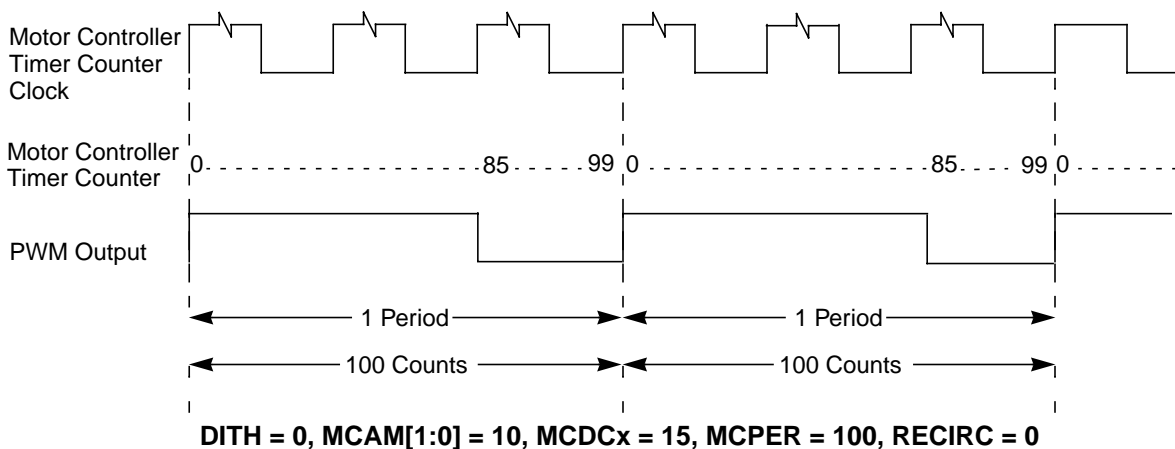 Motor Controller
Timer Counter
Clock
Motor Controller
Timer Counter
0 85 99 0 85 99 0
PWM Output
1 Period 1 Period
100 Counts 100 Counts
DITH = 0, MCAM[1:0] = 10, MCDCx = 15, MCPER = 100, RECIRC = 0